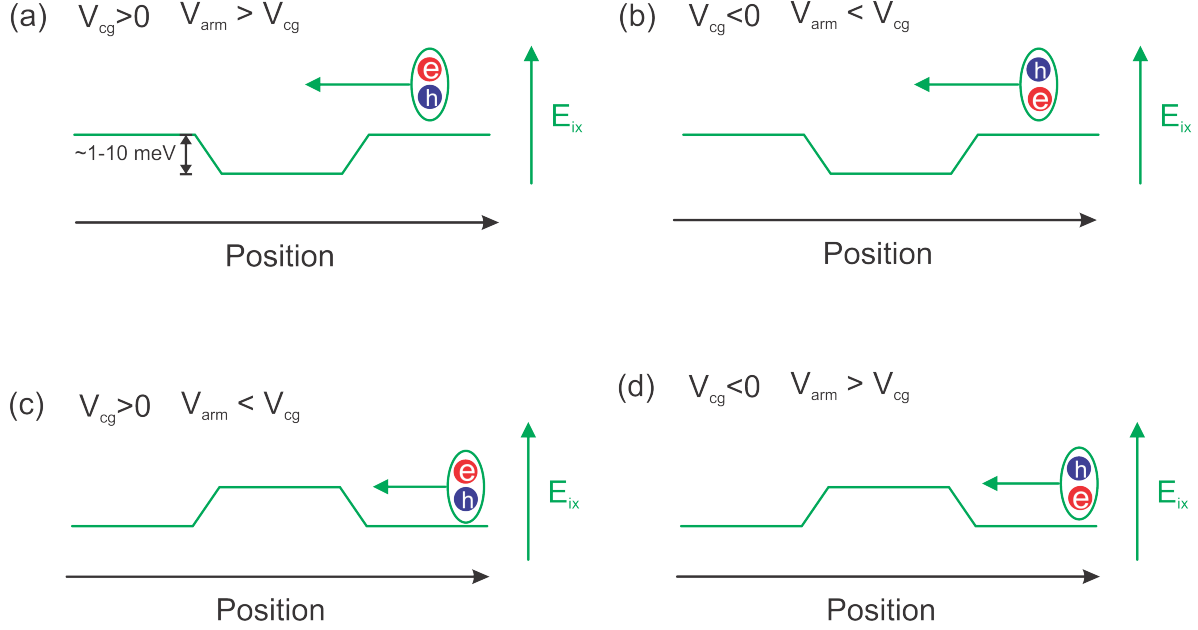 (a) V_cg>0 V_arm > V_cg
e
h
E_ix
~1-10 meV
Position
(b) V_cg<0 V_arm < V_cg
h
e
E_ix
Position
(c) V_cg>0 V_arm < V_cg
e
h
E_ix
Position
(d) V_cg<0 V_arm > V_cg
h
e
E_ix
Position